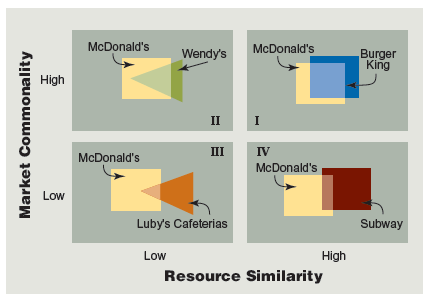 McDonald's
Wendy's
II
McDonald's
Burger
King
I
McDonald's
III
Luby's Cafeterias
IV
McDonald's
Subway
Market Commonality
High
Low
Low
High
Resource Similarity